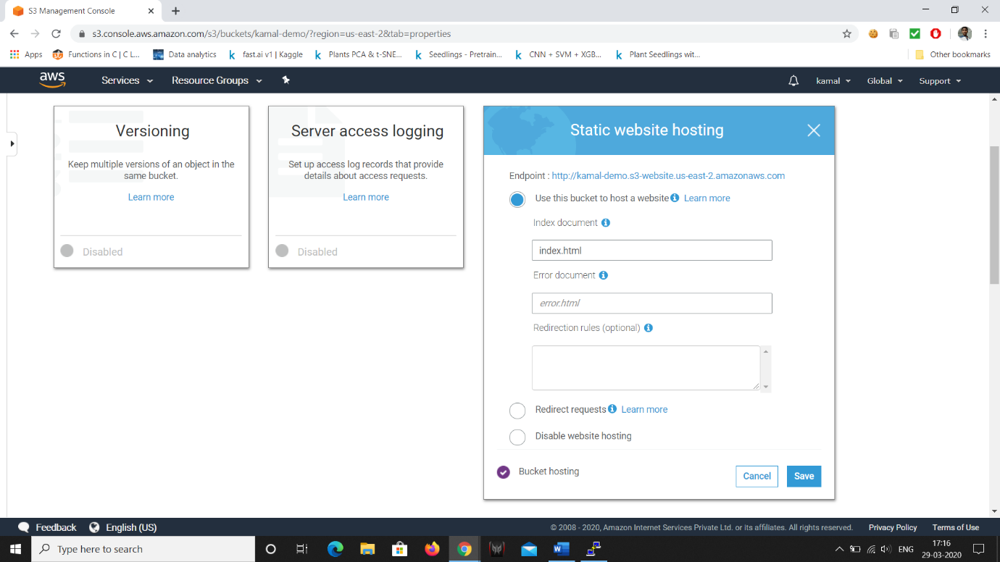 S3 Management Console
s3.console.aws.amazon.com/s3/buckets/kamal-demo/?region=us-east-2&tab=properties
Apps Functions in C | C L... Data analytics fast.ai v1 | Kaggle Plants PCA & t-SNE... Seedlings - Pretrain... CNN + SVM + XGB... Plant Seedlings wit... Other bookmarks
aws Services Resource Groups kamal Global Support
Versioning
Keep multiple versions of an object in the
same bucket.
Learn more
Disabled
Server access logging
Set up access log records that provide
details about access requests.
Learn more
Disabled
Static website hosting
Endpoint : http://kamal-demo.s3-website.us-east-2.amazonaws.com
Use this bucket to host a website Learn more
Index document
index.html
Error document
error.html
Redirection rules (optional)
Redirect requests Learn more
Disable website hosting
Bucket hosting Cancel Save
Feedback English (US) © 2008 - 2020, Amazon Internet Services Private Ltd. or its affiliates. All rights reserved. Privacy Policy Terms of Use
Type here to search
ENG
17:16
29-03-2020